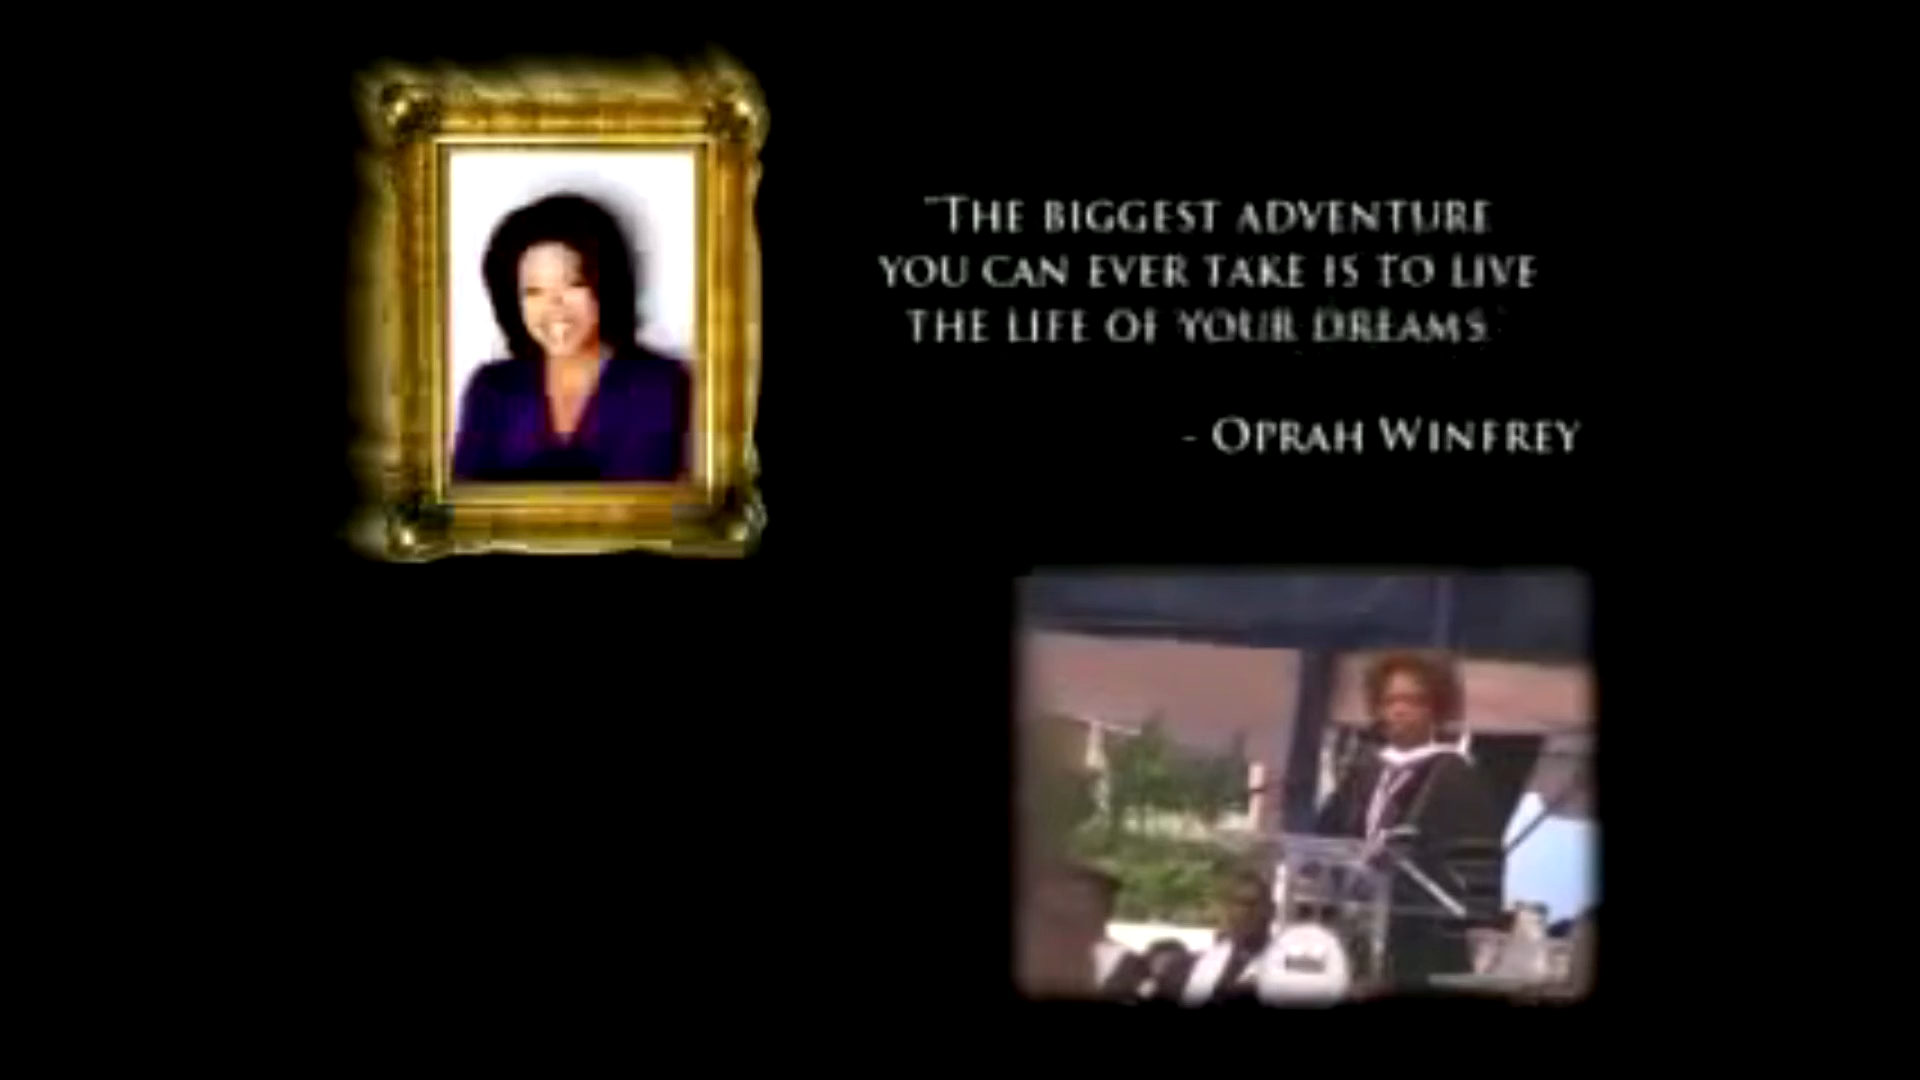 "The biggest adventure
you can ever take is to live
the life of your dreams."
- Oprah Winfrey